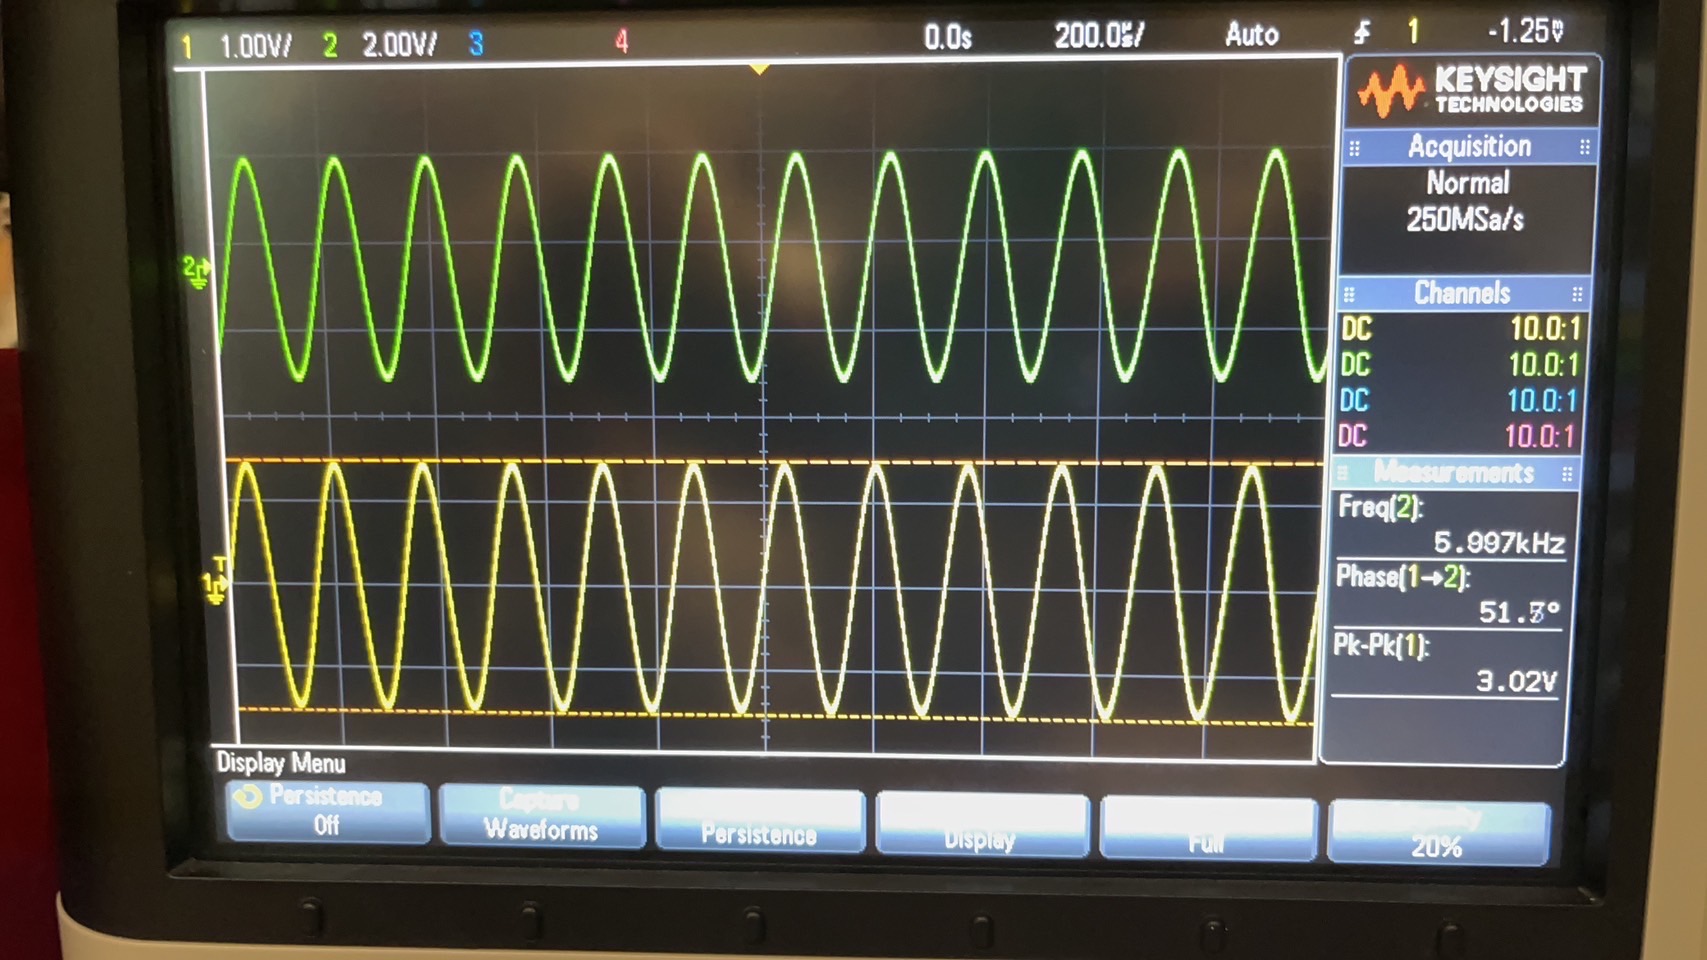 1 1.00V/ 2 2.00V/ 3 4 0.0s 200.0us/ Auto 1 -1.25V
KEYSIGHT
TECHNOLOGIES
Acquisition
Normal
250MSa/s
Channels
DC 10.0:1
DC 10.0:1
DC 10.0:1
DC 10.0:1
Measurements
Freq(2):
5.997kHz
Phase(1→2):
51. °
Pk-Pk(1):
3.02V
2
T
1
Display Menu
Persistence
Off
Capture
Waveforms
Persistence
Display
Full
20%